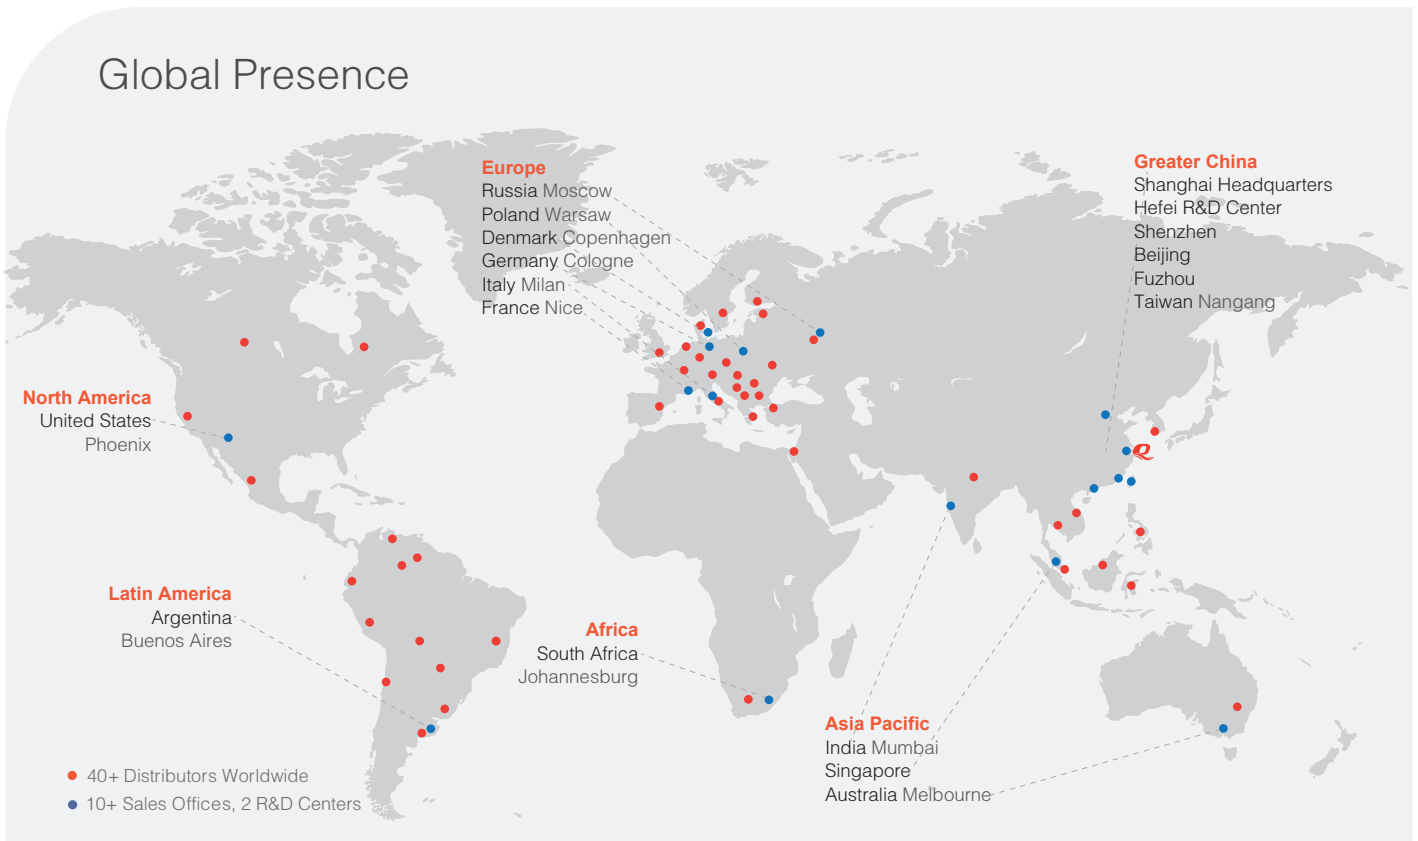 Global Presence
Europe
Russia Moscow
Poland Warsaw
Denmark Copenhagen
Germany Cologne
Italy Milan
France Nice
Greater China
Shanghai Headquarters
Hefei R&D Center
Shenzhen
Beijing
Fuzhou
Taiwan Nangang
North America
United States
Phoenix
Latin America
Argentina
Buenos Aires
Africa
South Africa
Johannesburg
Asia Pacific
India Mumbai
Singapore
Australia Melbourne
40+ Distributors Worldwide
10+ Sales Offices, 2 R&D Centers